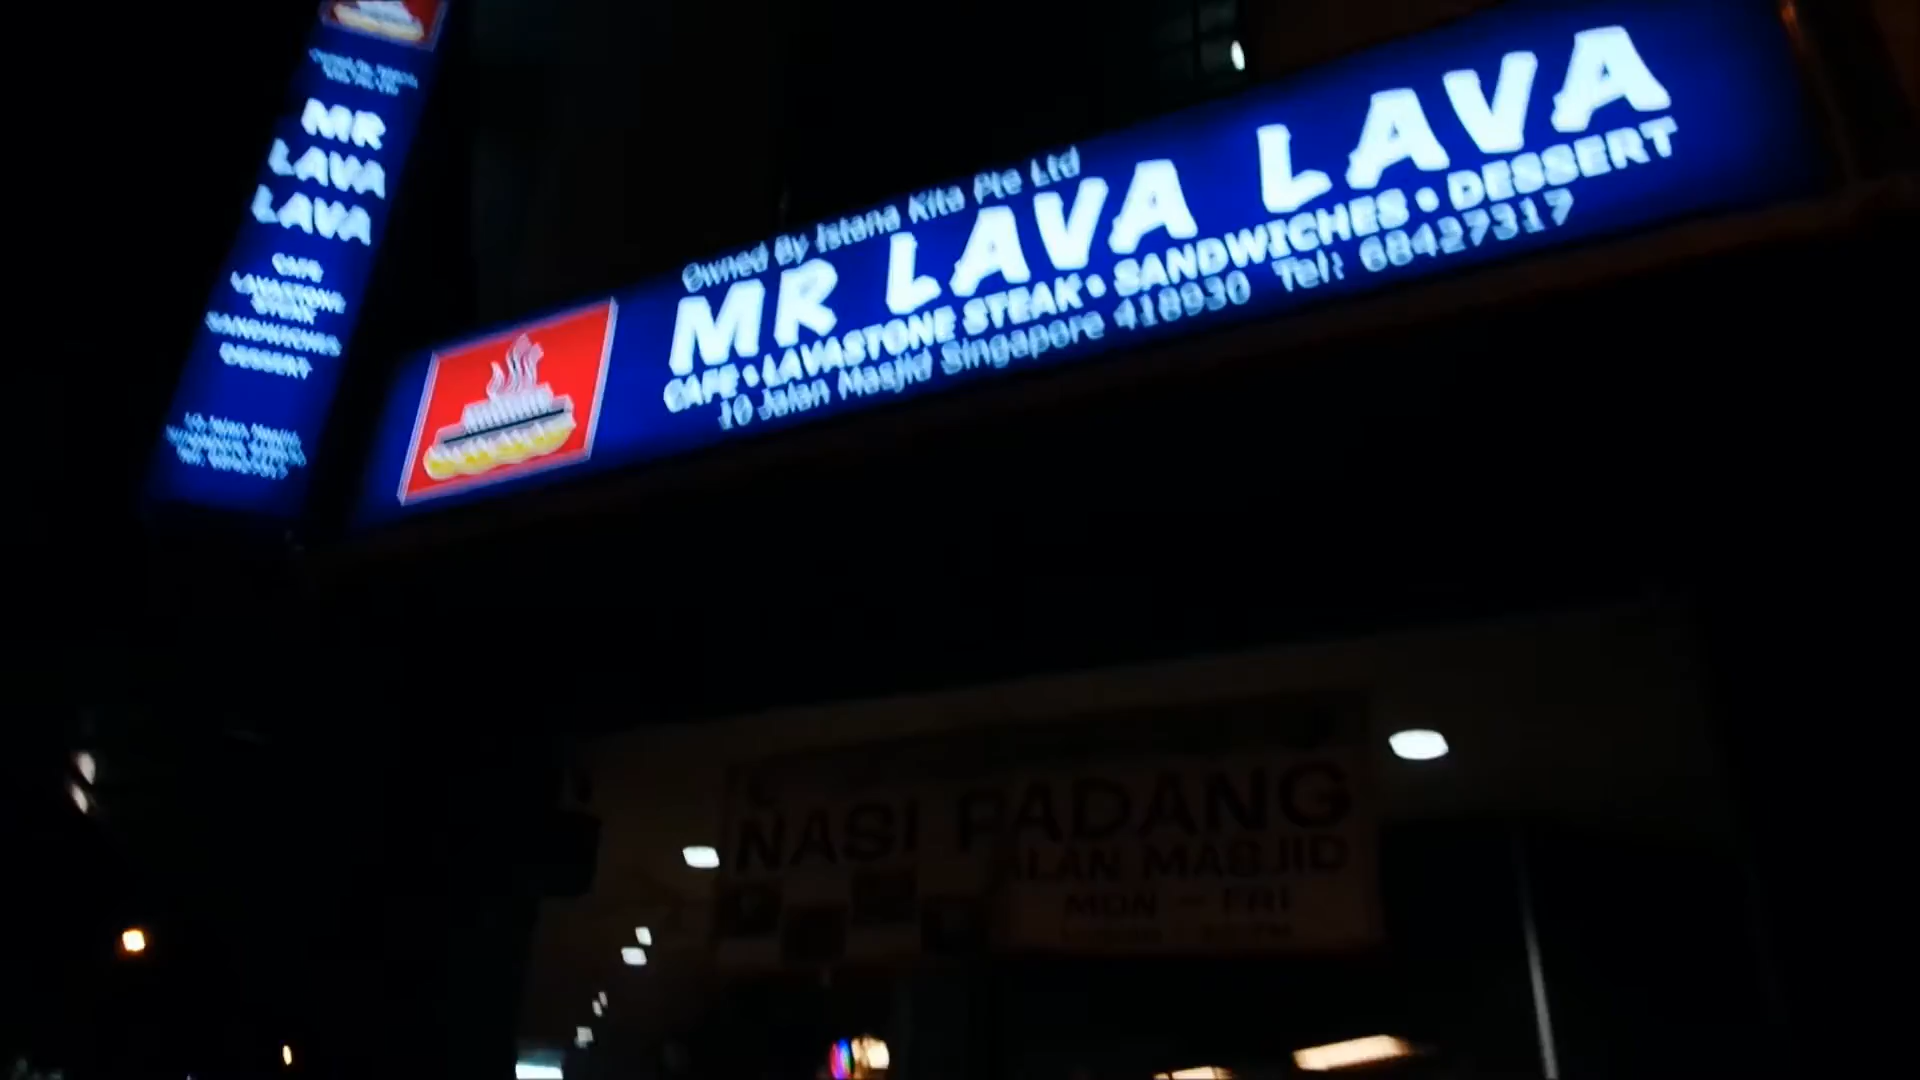 MR
LAVA
LAVA
CAFE
LAVASTONE
STEAK
SANDWICHES
DESSERT
Owned By Istana Kita Pte Ltd
MR LAVA LAVA
CAFE • LAVASTONE STEAK • SANDWICHES • DESSERT
10 Jalan Masjid Singapore 418930 Tel: 68427317
NASI PADANG
MASJID
MON - FRI